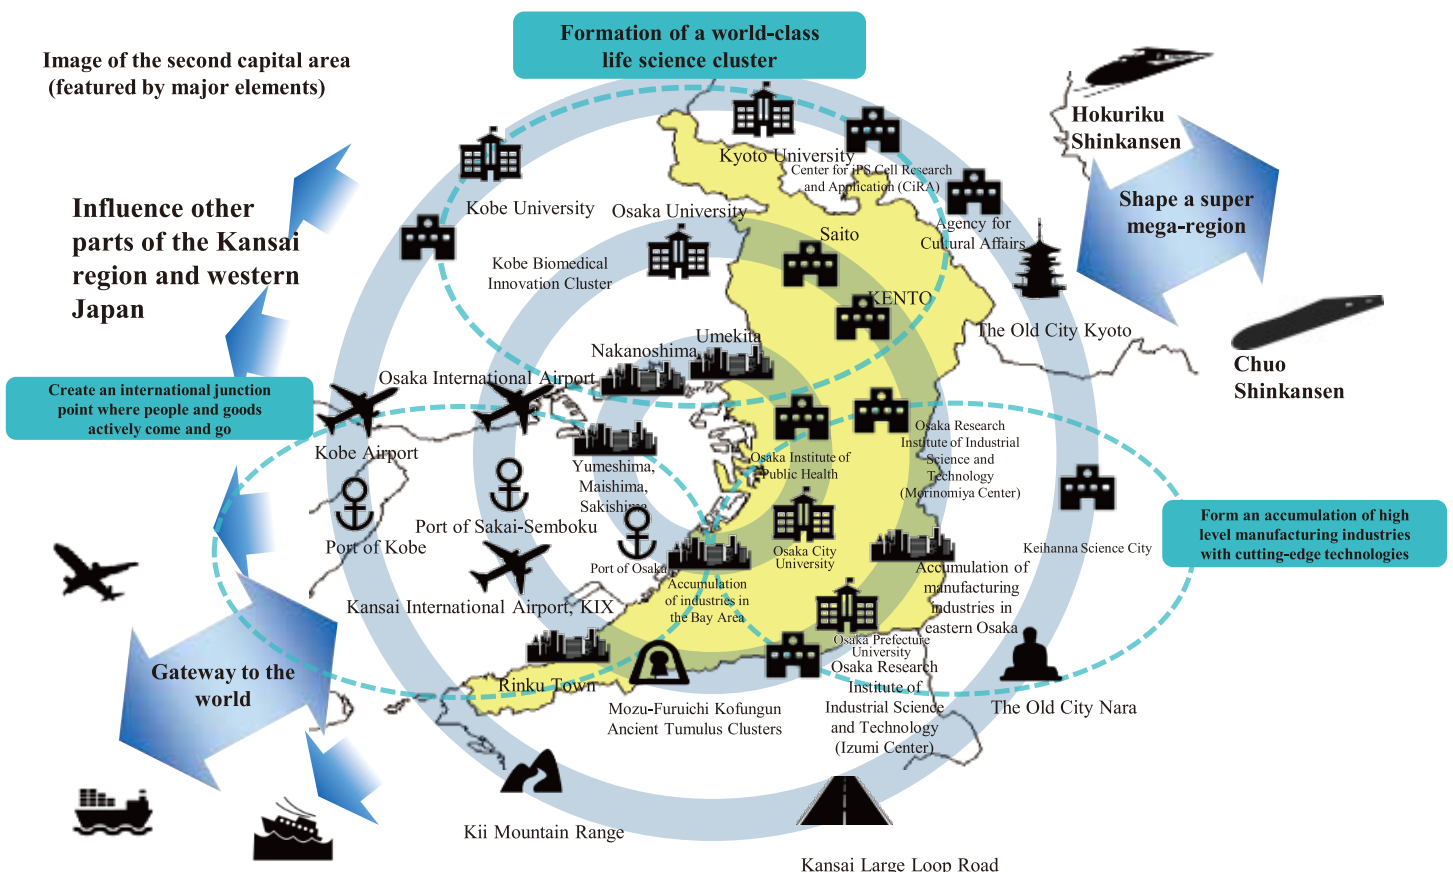 Formation of a world-class
life science cluster
Image of the second capital area
(featured by major elements)
Hokuriku
Shinkansen
Kyoto University
Center for iPS Cell Research
and Application (CiRA)
Kobe University
Osaka University
Influence other
parts of the Kansai
region and western
Japan
Shape a super
mega-region
Agency for
Cultural Affairs
Saito
Kobe Biomedical
Innovation Cluster
KENTO
The Old City Kyoto
Umekita
Nakanoshima
Chuo
Shinkansen
Osaka International Airport
Create an international junction
point where people and goods
actively come and go
Kobe Airport
Osaka Research
Institute of Industrial
Science and
Technology
(Morinomiya Center)
Osaka Institute of
Public Health
Yumeshima,
Maishima,
Sakishima
Port of Sakai-Semboku
Port of Kobe
Form an accumulation of high
level manufacturing industries
with cutting-edge technologies
Keihanna Science City
Osaka City
University
Port of Osaka
Accumulation
of industries in
the Bay Area
Accumulation of
manufacturing
industries in
eastern Osaka
Kansai International Airport, KIX
Osaka Prefecture
University
Gateway to the
world
Osaka Research
Institute of
Industrial Science
and Technology
(Izumi Center)
Rinku Town
Mozu-Furuichi Kofungun
Ancient Tumulus Clusters
The Old City Nara
Kii Mountain Range
Kansai Large Loop Road